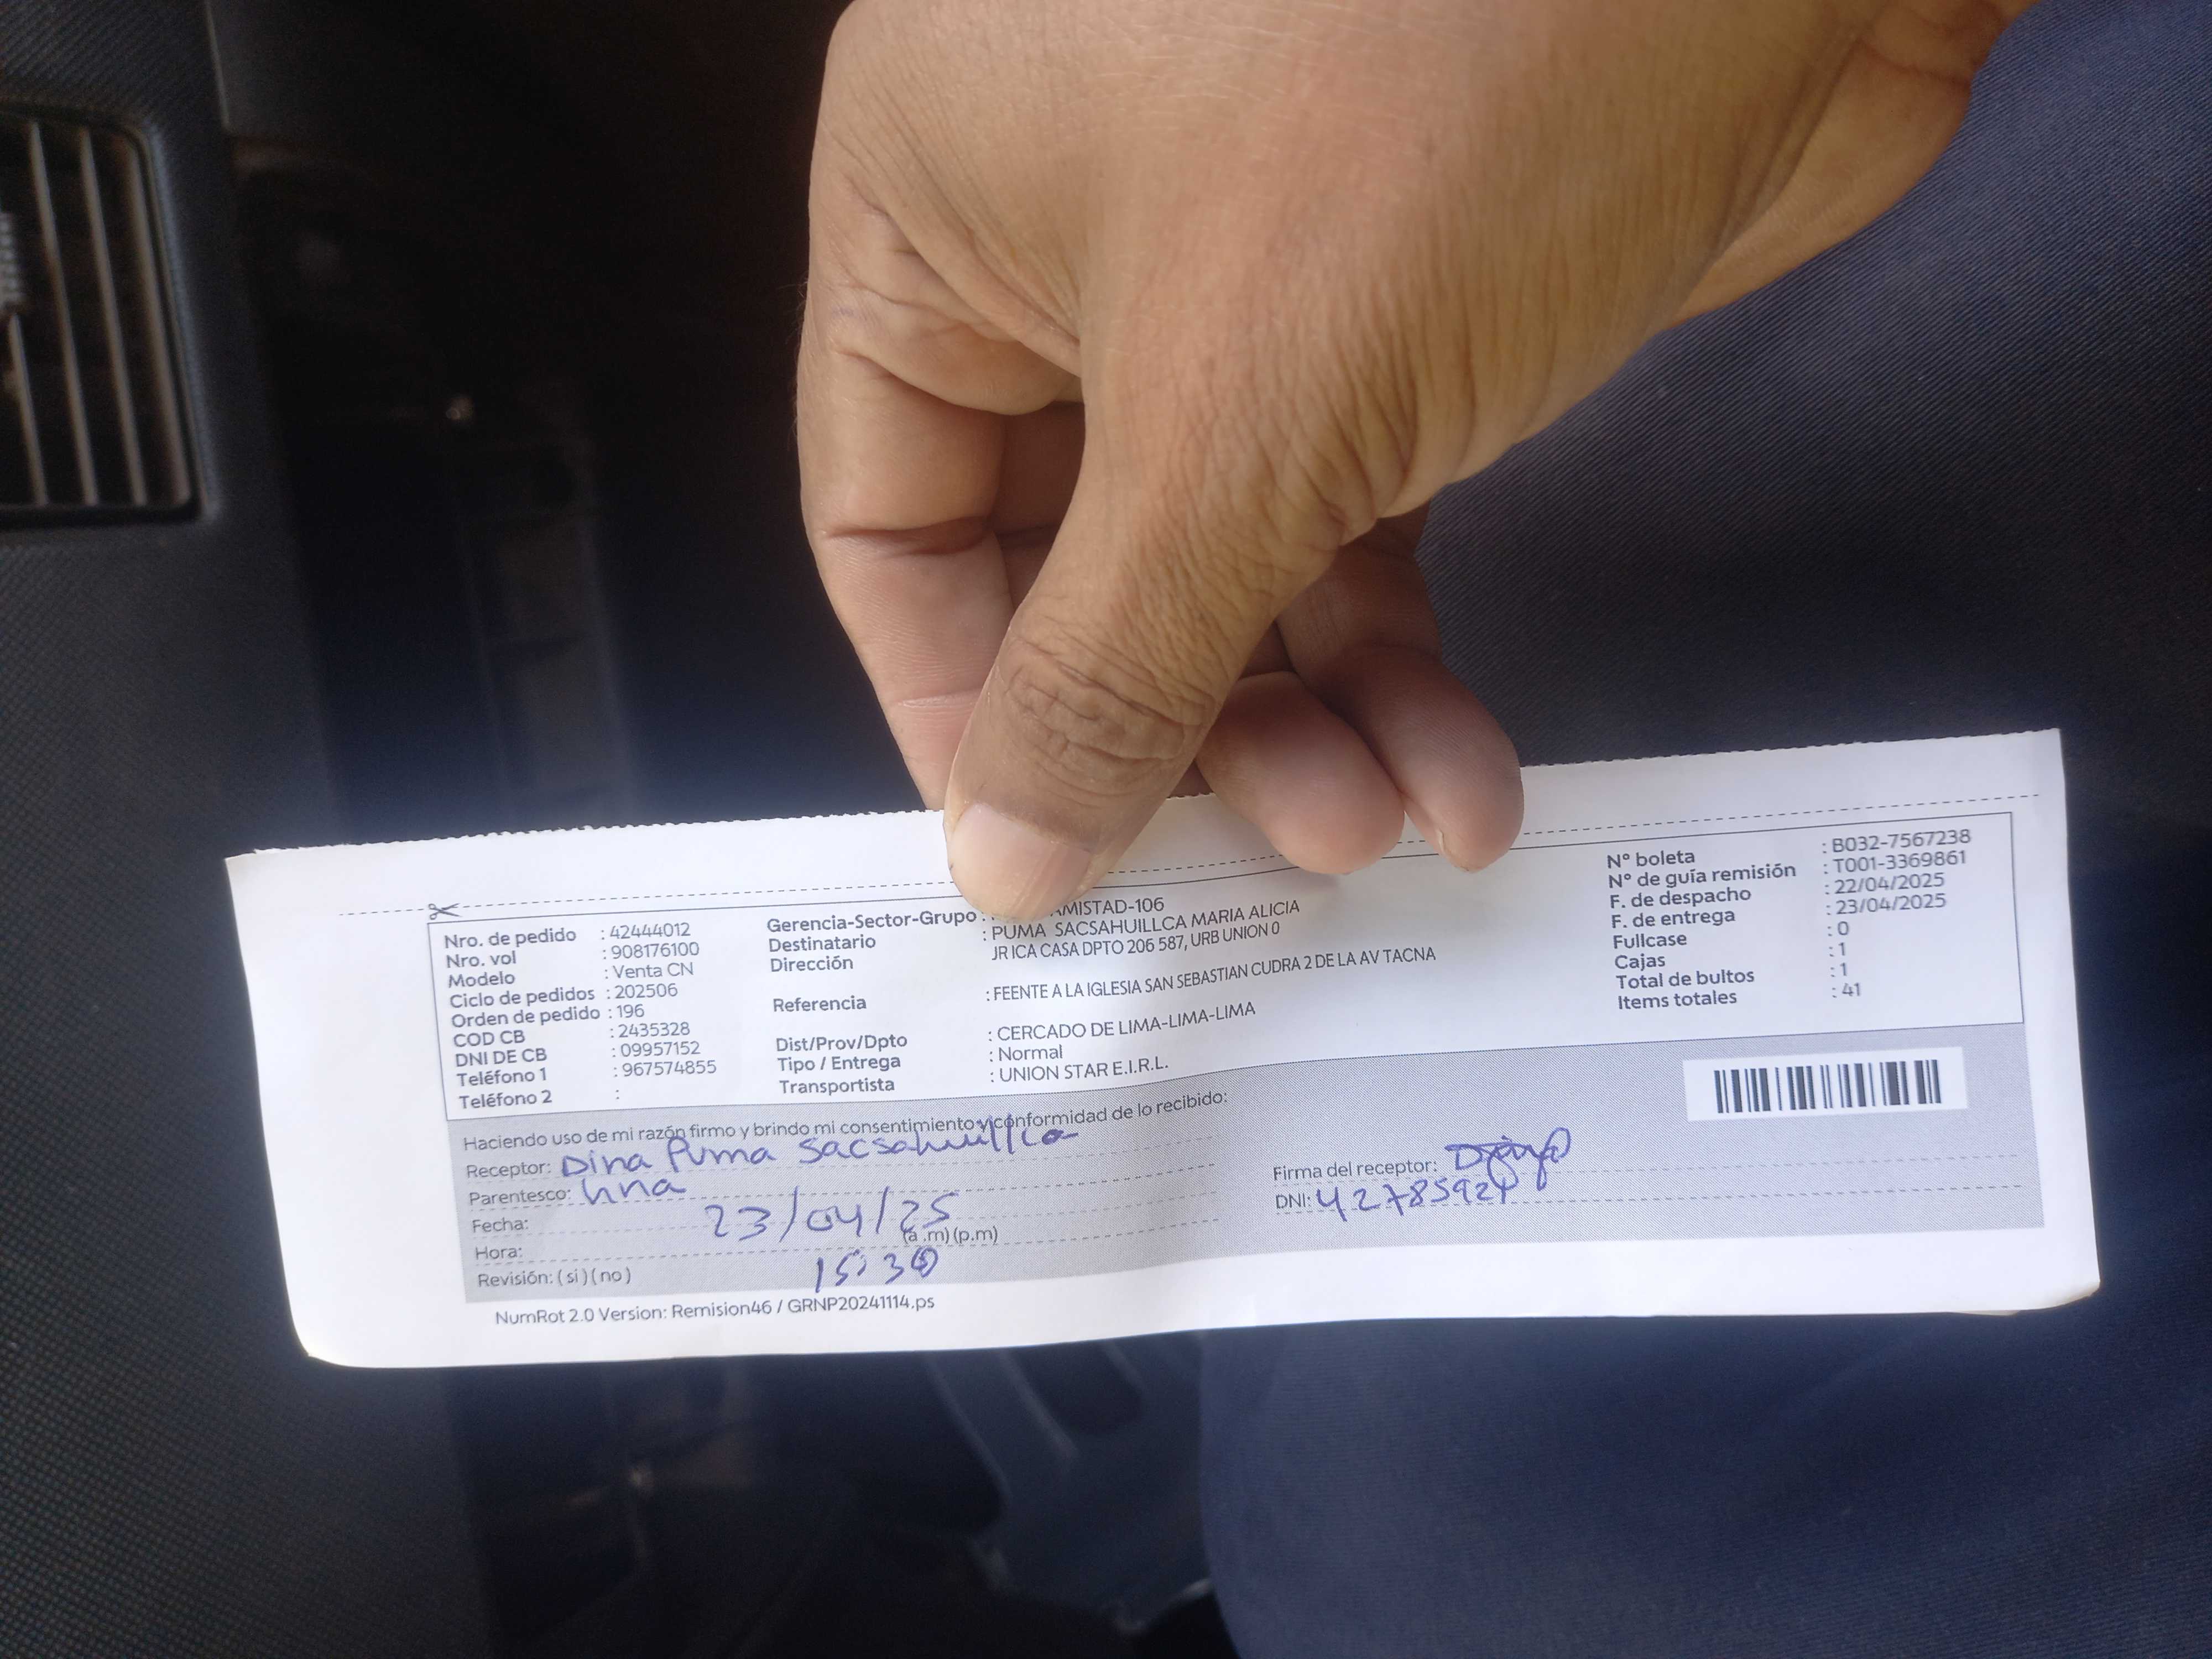 Nro. de pedido : 42444012
Nro. vol : 908176100
Modelo : Venta CN
Ciclo de pedidos : 202506
Orden de pedido : 196
COD CB : 2435328
DNI DE CB : 09957152
Teléfono 1 : 967574855
Teléfono 2 :
Gerencia-Sector-Grupo : AMISTAD-106
Destinatario : PUMA SACSAHUILLCA MARIA ALICIA
Dirección JR ICA CASA DPTO 206 587, URB UNION 0
Referencia : FEENTE A LA IGLESIA SAN SEBASTIAN CUDRA 2 DE LA AV TACNA
Dist/Prov/Dpto : CERCADO DE LIMA-LIMA-LIMA
Tipo / Entrega : Normal
Transportista : UNION STAR E.I.R.L.
N° boleta : B032-7567238
N° de guía remisión : T001-3369861
F. de despacho : 22/04/2025
F. de entrega : 23/04/2025
Fullcase : 0
Cajas : 1
Total de bultos : 1
Items totales : 41
Haciendo uso de mi razón firmo y brindo mi consentimiento y conformidad de lo recibido:
Receptor: Dina Puma Sacsahuillca
Parentesco: hna
Fecha: 23/04/25
Hora: (a .m) (p.m)
15:30
Revisión: ( si ) ( no )
Firma del receptor:
DNI: 42785921
NumRot 2.0 Version: Remision46 / GRNP20241114.ps